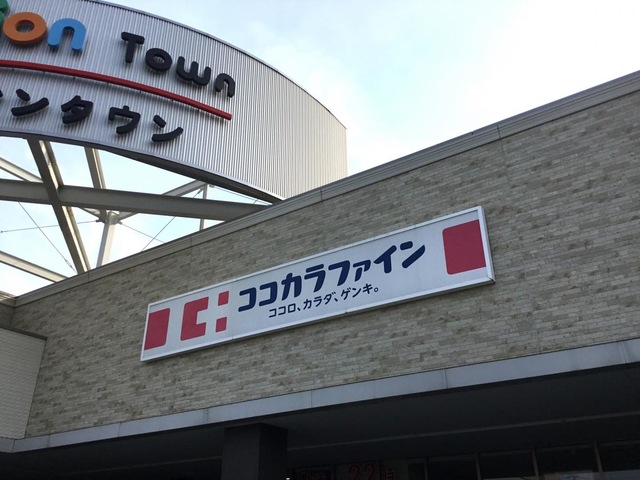 on Town
ンタウン
ココカラファイン
ココロ、カラダ、ゲンキ。
22